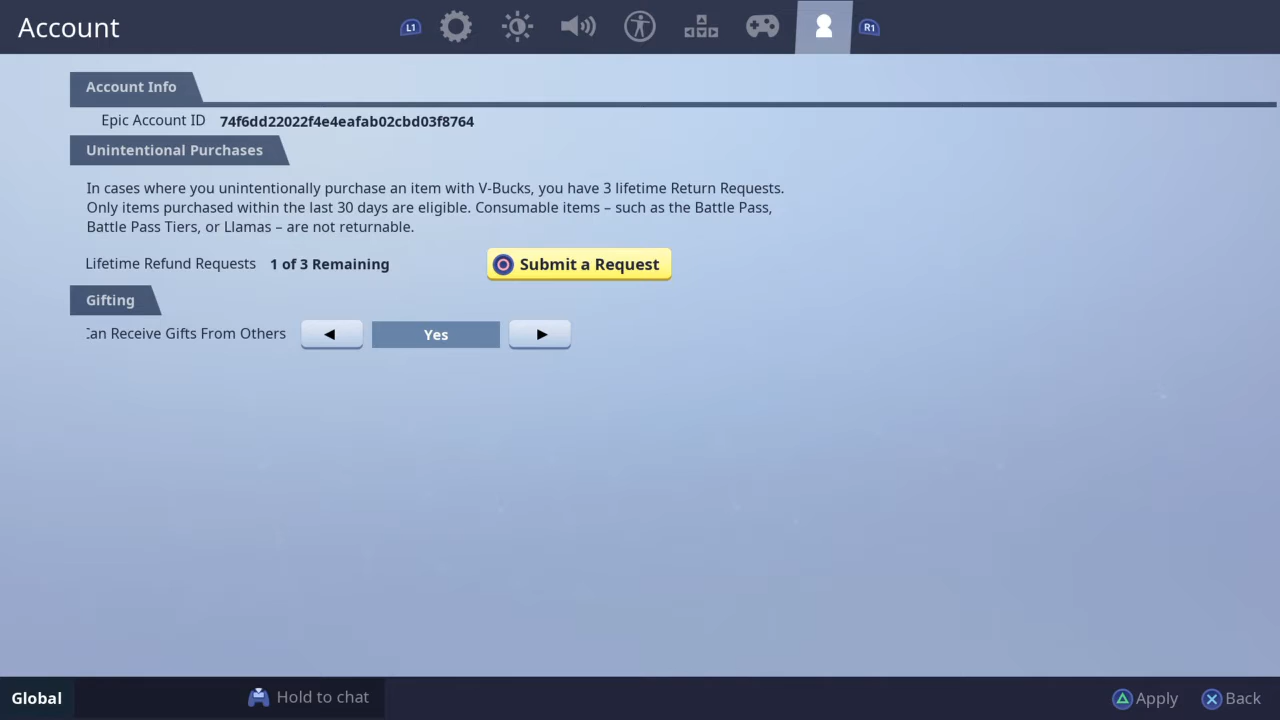 Account
L1
R1
Account Info
Epic Account ID 74f6dd22022f4e4eafab02cbd03f8764
Unintentional Purchases
In cases where you unintentionally purchase an item with V-Bucks, you have 3 lifetime Return Requests.
Only items purchased within the last 30 days are eligible. Consumable items – such as the Battle Pass,
Battle Pass Tiers, or Llamas – are not returnable.
Lifetime Refund Requests 1 of 3 Remaining Submit a Request
Gifting
Can Receive Gifts From Others Yes
Global Hold to chat Apply Back